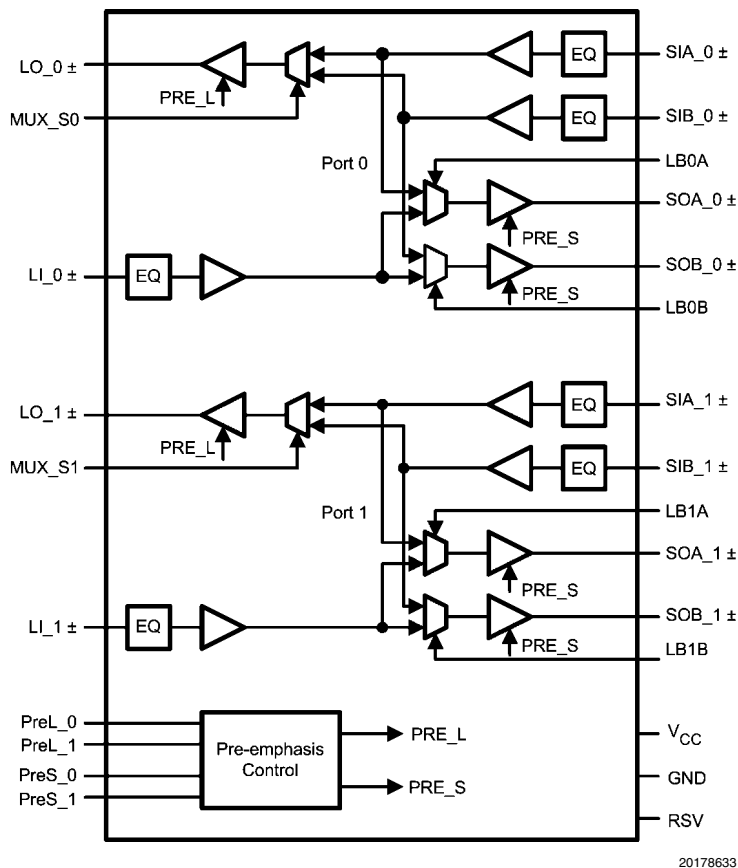 LO_0 ±
MUX_S0
PRE_L
EQ
SIA_0 ±
EQ
SIB_0 ±
Port 0
LB0A
SOA_0 ±
PRE_S
LI_0 ±
EQ
SOB_0 ±
PRE_S
LB0B
LO_1 ±
MUX_S1
PRE_L
EQ
SIA_1 ±
EQ
SIB_1 ±
Port 1
LB1A
SOA_1 ±
PRE_S
LI_1 ±
EQ
SOB_1 ±
PRE_S
LB1B
PreL_0
PreL_1
PreS_0
PreS_1
Pre-emphasis
Control
PRE_L
PRE_S
VCC
GND
RSV
20178633